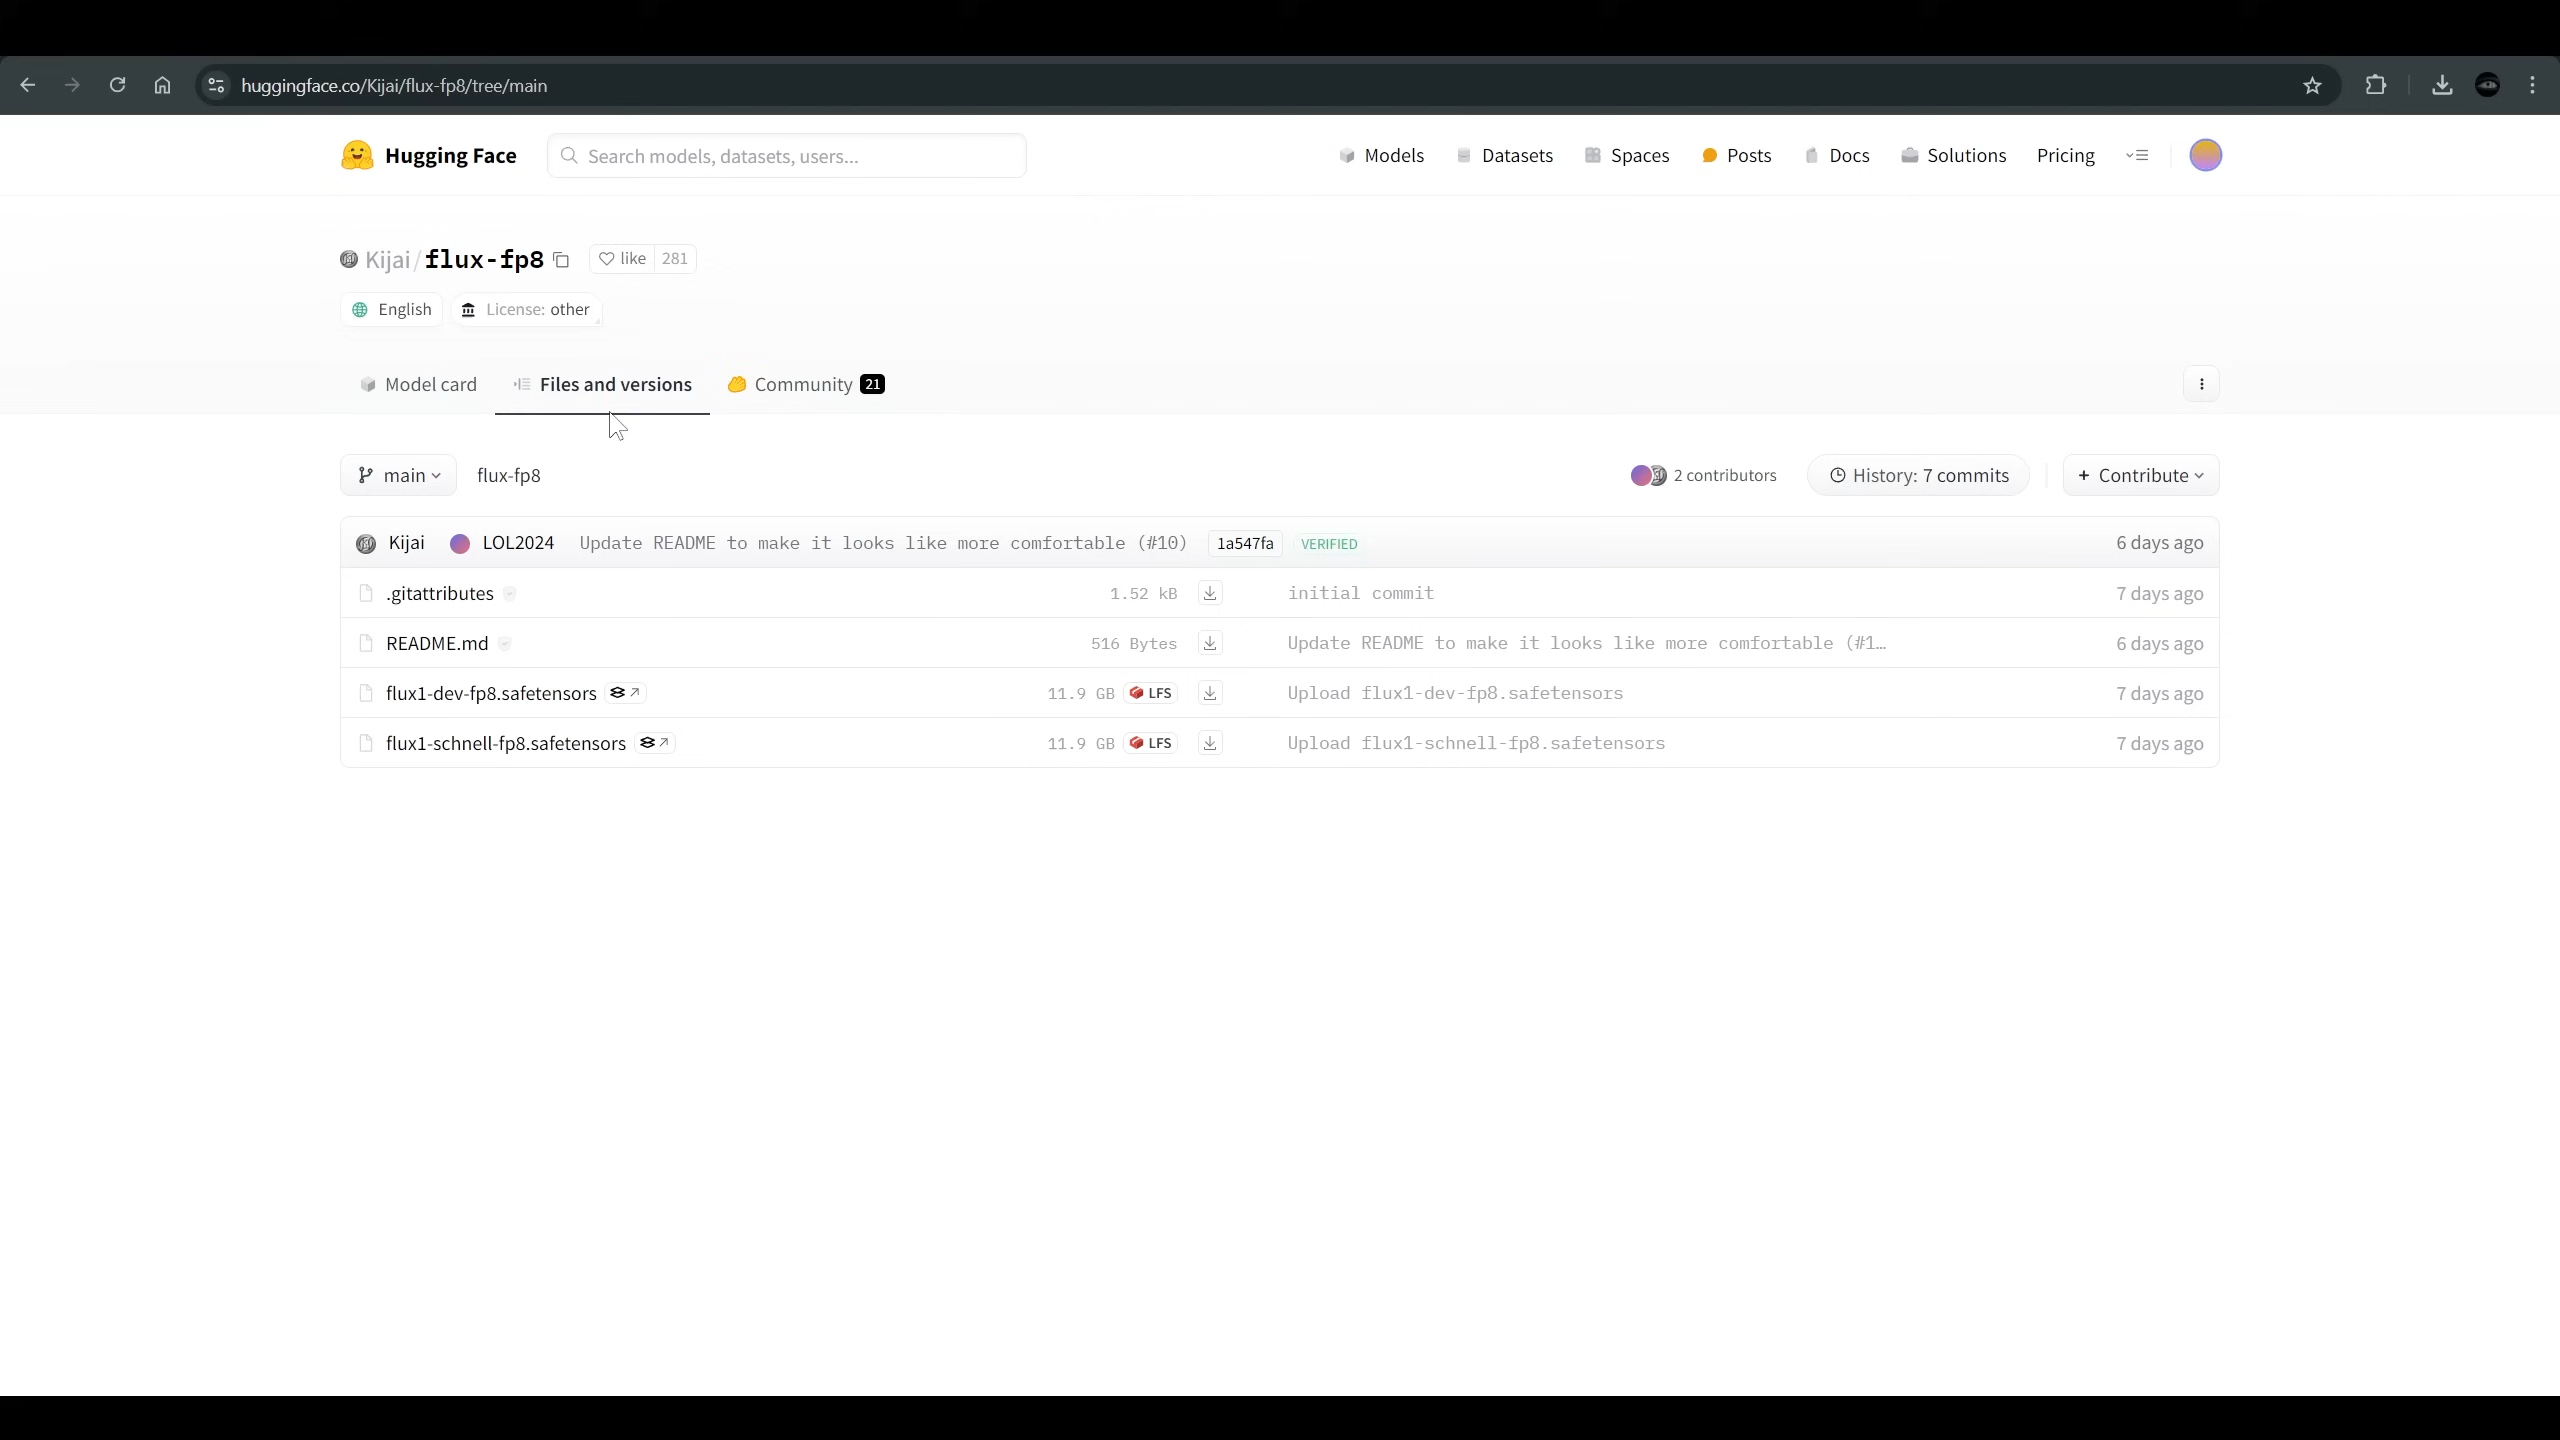 huggingface.co/Kijai/flux-fp8/tree/main
Hugging Face Search models, datasets, users... Models Datasets Spaces Posts Docs Solutions Pricing
Kijai/flux-fp8 like 281
English License: other
Model card Files and versions Community 21
main flux-fp8 2 contributors History: 7 commits + Contribute
Kijai LOL2024 Update README to make it looks like more comfortable (#10) 1a547fa VERIFIED 6 days ago
.gitattributes 1.52 kB initial commit 7 days ago
README.md 516 Bytes Update README to make it looks like more comfortable (#1… 6 days ago
flux1-dev-fp8.safetensors 11.9 GB LFS Upload flux1-dev-fp8.safetensors 7 days ago
flux1-schnell-fp8.safetensors 11.9 GB LFS Upload flux1-schnell-fp8.safetensors 7 days ago